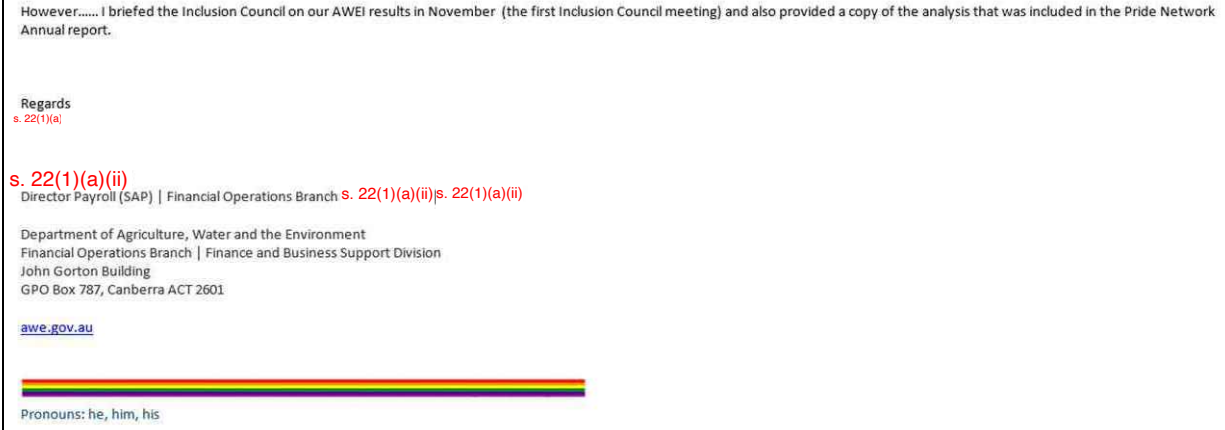 However...... I briefed the Inclusion Council on our AWEI results in November (the first Inclusion Council meeting) and also provided a copy of the analysis that was included in the Pride Network
Annual report.
Regards
s. 22(1)(a)
s. 22(1)(a)(ii)
Director Payroll (SAP) | Financial Operations Branch s. 22(1)(a)(ii)|s. 22(1)(a)(ii)
Department of Agriculture, Water and the Environment
Financial Operations Branch | Finance and Business Support Division
John Gorton Building
GPO Box 787, Canberra ACT 2601
awe.gov.au
Pronouns: he, him, his